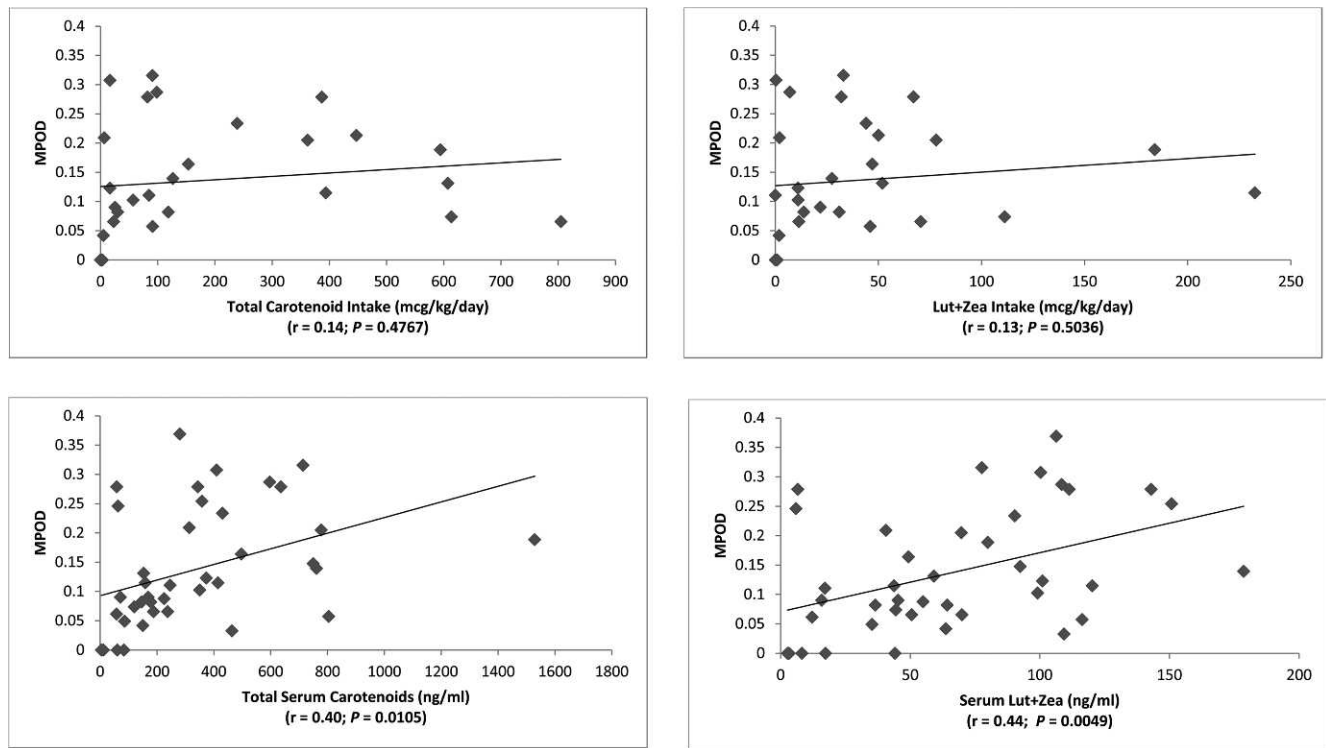 0.4
0.35
0.3
0.25
0.2
0.15
0.1
0.05
0
MPOD
0 100 200 300 400 500 600 700 800 900
Total Carotenoid Intake (mcg/kg/day)
(r = 0.14; P = 0.4767)
0.4
0.35
0.3
0.25
0.2
0.15
0.1
0.05
0
MPOD
0 50 100 150 200 250
Lut+Zea Intake (mcg/kg/day)
(r = 0.13; P = 0.5036)
0.4
0.35
0.3
0.25
0.2
0.15
0.1
0.05
0
MPOD
0 200 400 600 800 1000 1200 1400 1600 1800
Total Serum Carotenoids (ng/ml)
(r = 0.40; P = 0.0105)
0.4
0.35
0.3
0.25
0.2
0.15
0.1
0.05
0
MPOD
0 50 100 150 200
Serum Lut+Zea (ng/ml)
(r = 0.44; P = 0.0049)